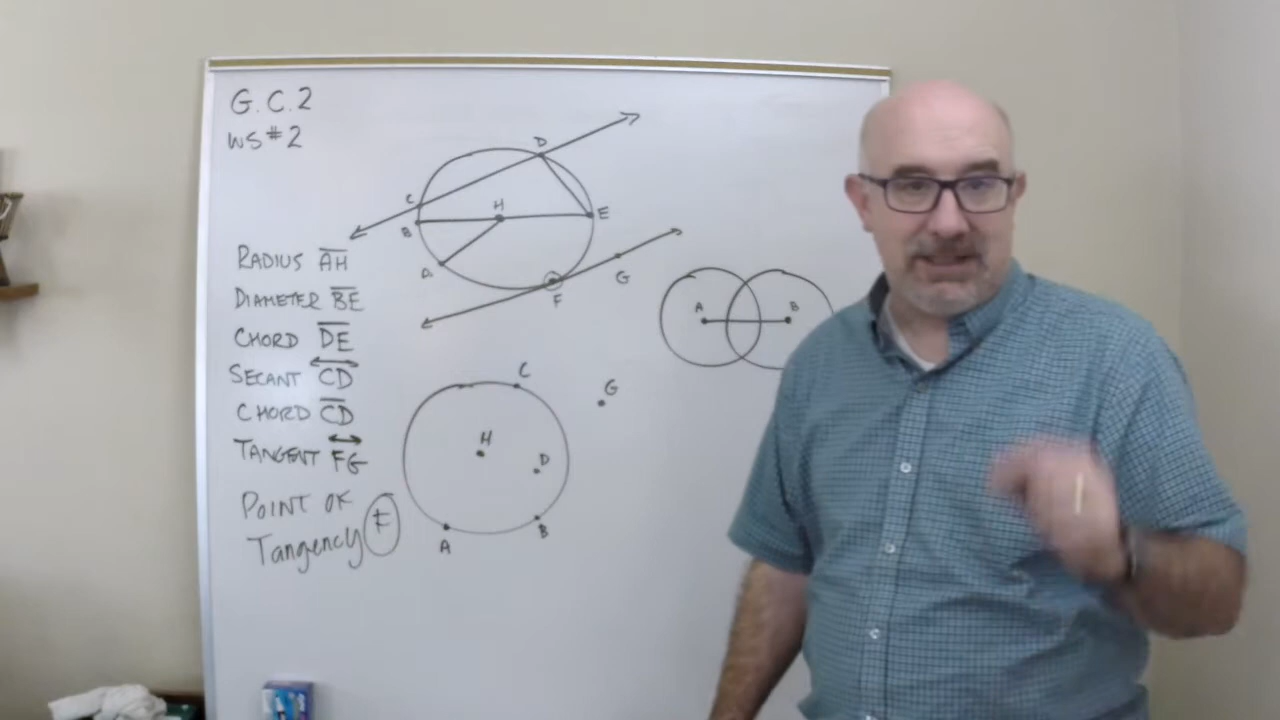 G.C.2
WS#2
RADIUS AH
DIAMETER BE
CHORD DE
SECANT CD
CHORD CD
TANGENT FG
POINT OF
Tangency F
D
C
H
B
E
A
G
F
A
B
C
G
H
D
A
B